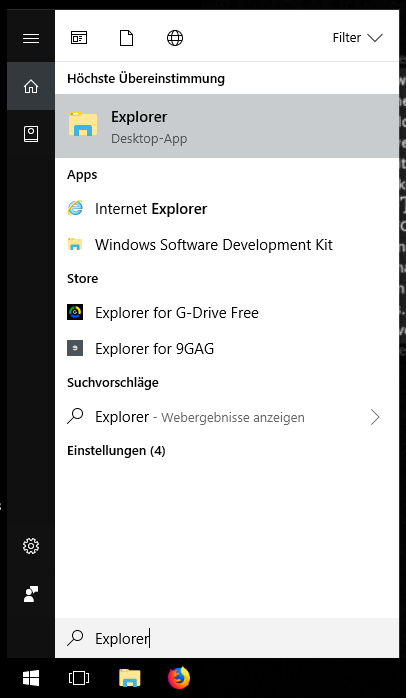 Filter
Höchste Übereinstimmung
Explorer
Desktop-App
Apps
Internet Explorer
Windows Software Development Kit
Store
Explorer for G-Drive Free
Explorer for 9GAG
Suchvorschläge
Explorer - Webergebnisse anzeigen
Einstellungen (4)
Explorer